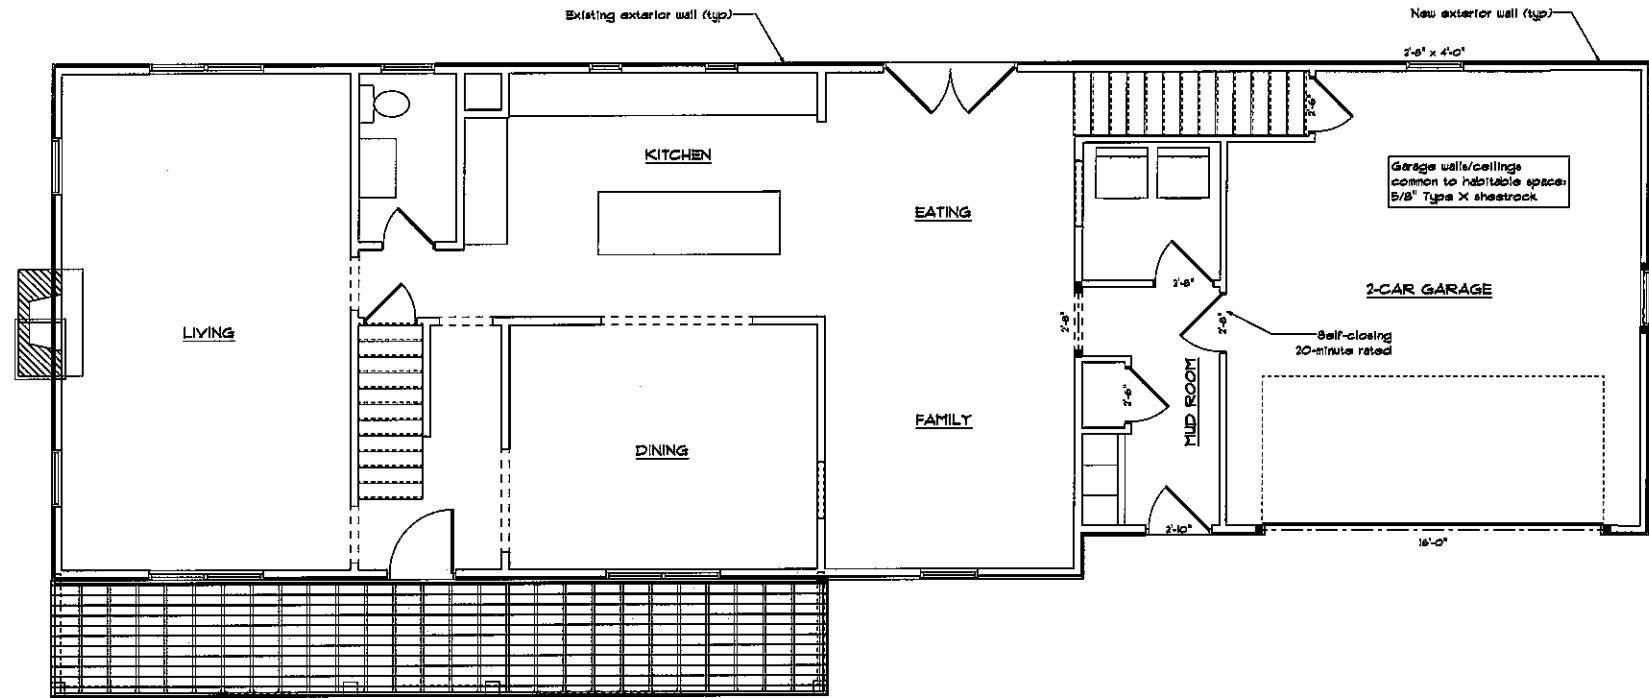 Existing exterior wall (typ)
New exterior wall (typ)
2'-8" x 4'-0"
2'-6"
KITCHEN
Garage walls/ceilings
common to habitable space:
5/8" Type X sheetrock
EATING
2'-8"
2-CAR GARAGE
LIVING
2'-8"
2'-8"
Self-closing
20-minute rated
2'-6"
MUD ROOM
FAMILY
DINING
2'-10"
16'-0"